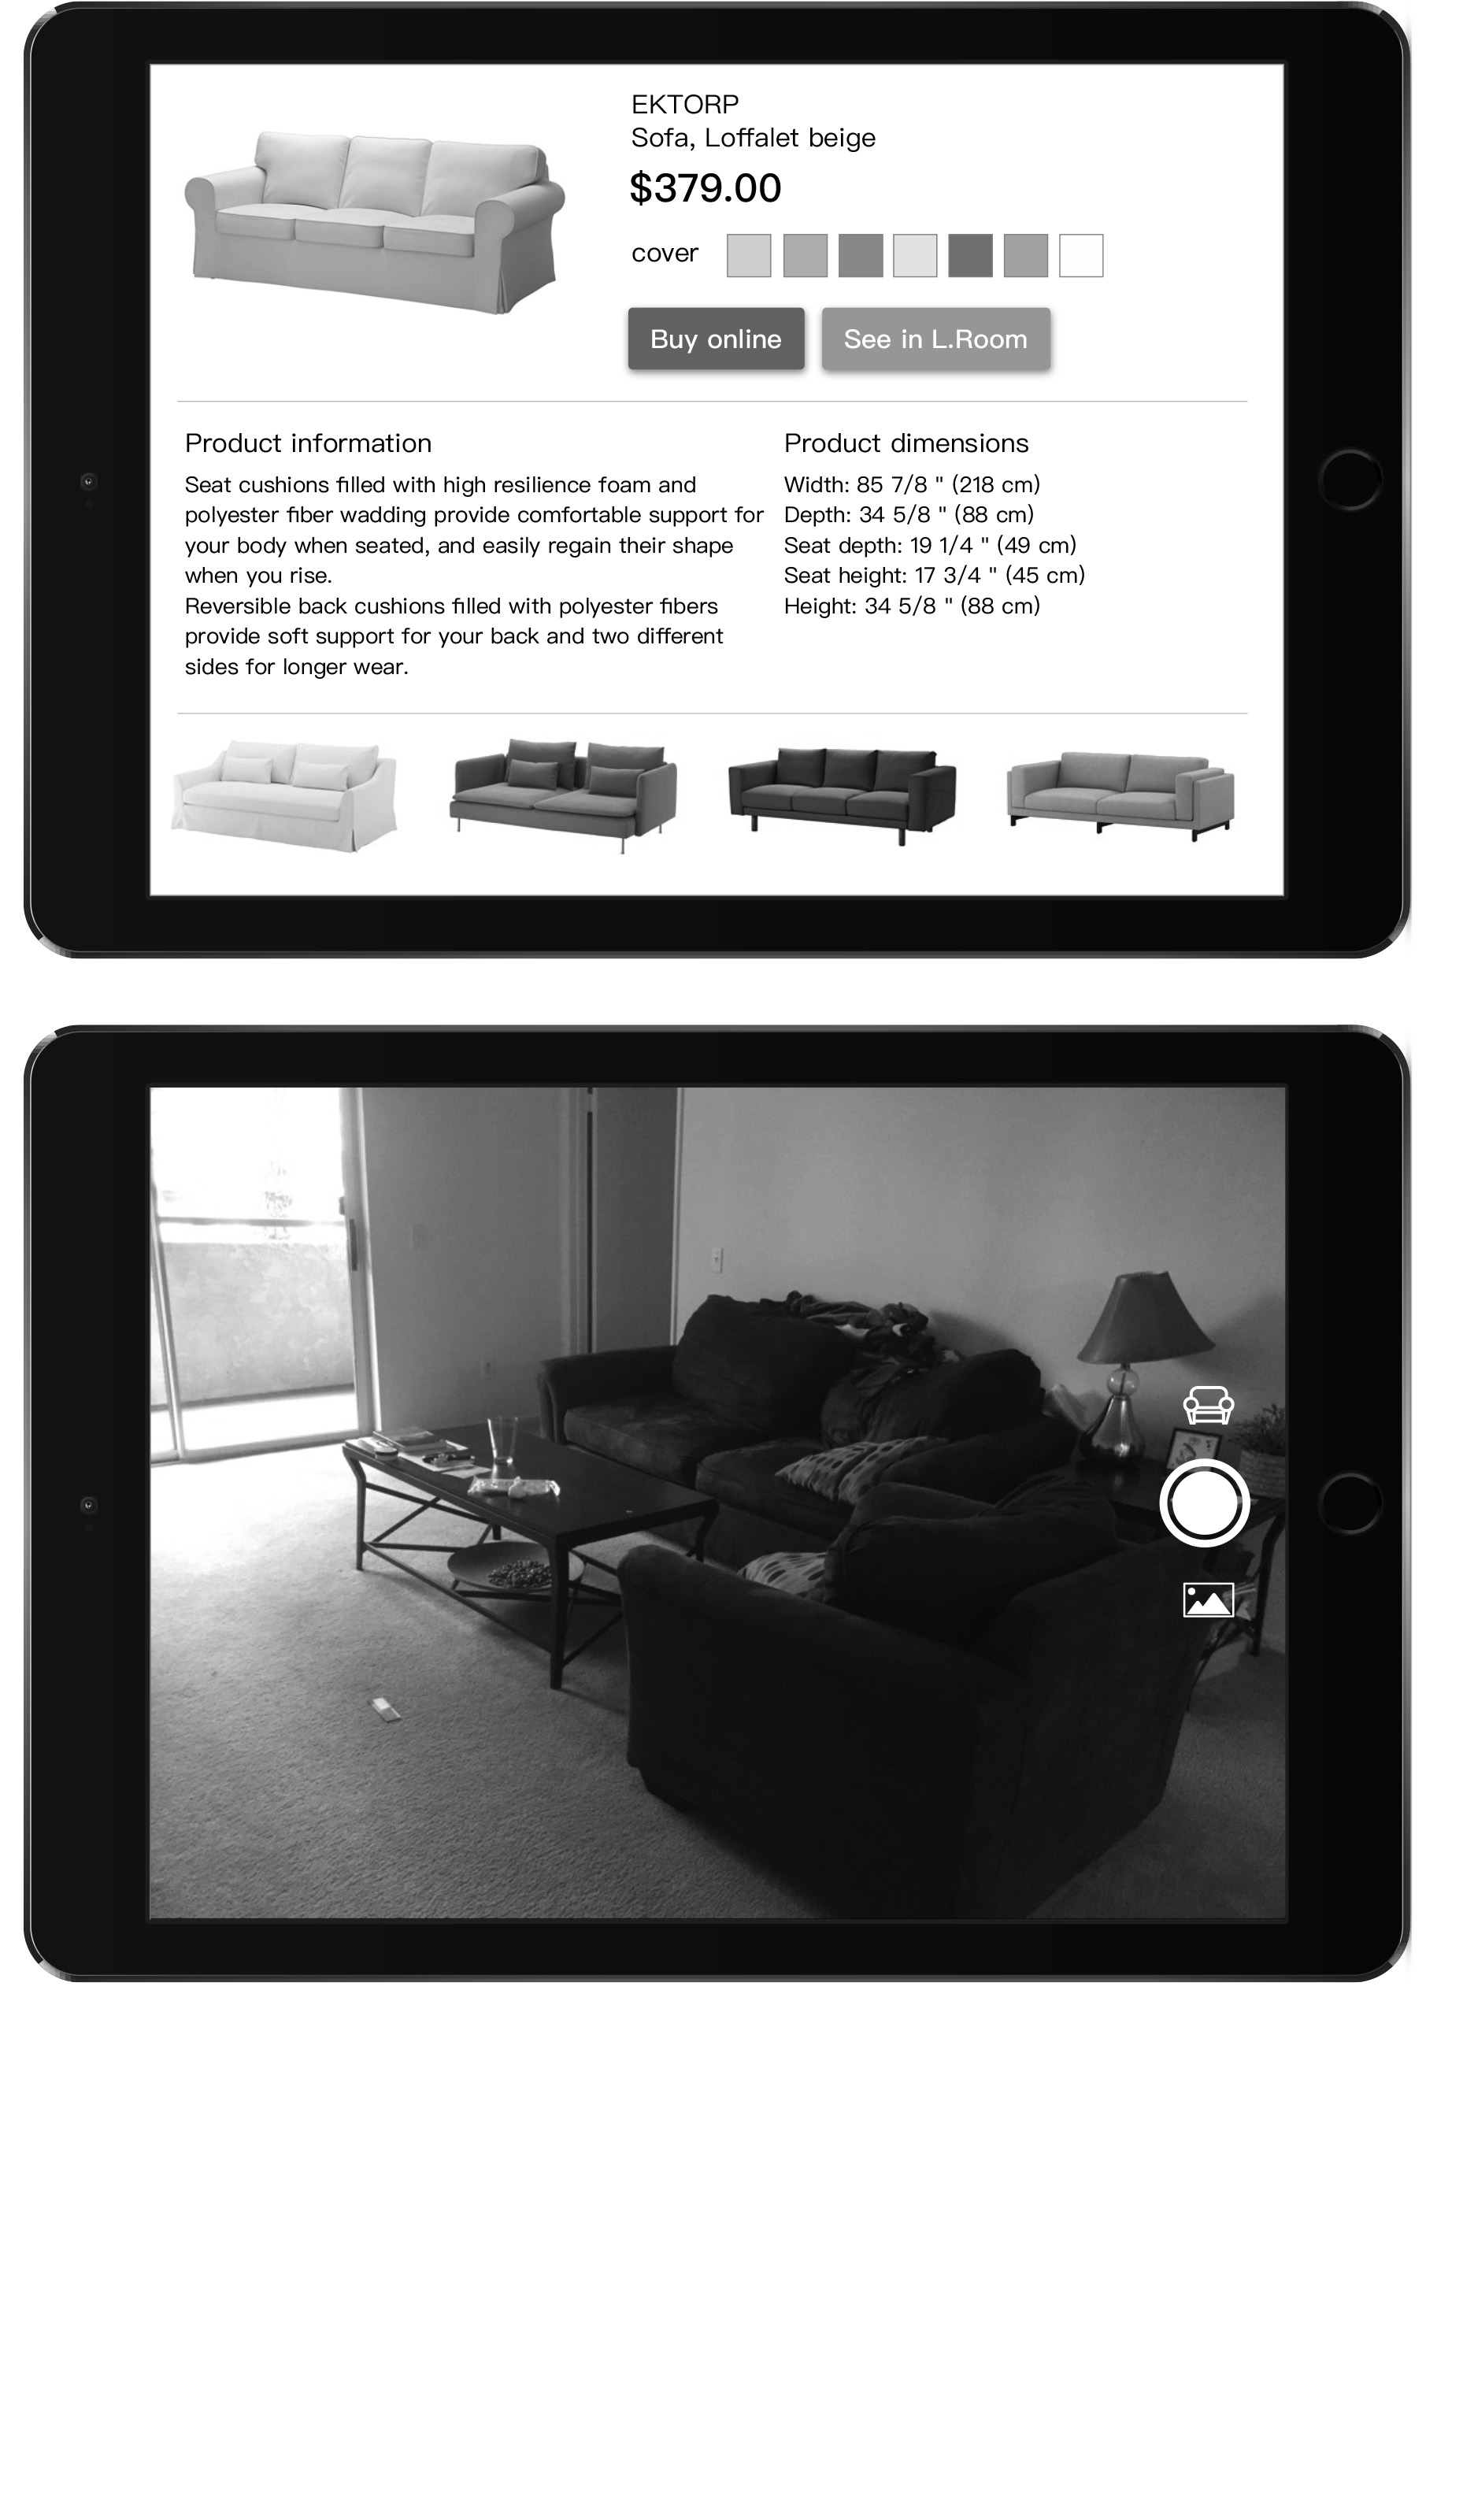 EKTORP
Sofa, Loffalet beige
$379.00
cover
Buy online
See in L.Room
Product information
Seat cushions filled with high resilience foam and
polyester fiber wadding provide comfortable support for
your body when seated, and easily regain their shape
when you rise.
Reversible back cushions filled with polyester fibers
provide soft support for your back and two different
sides for longer wear.
Product dimensions
Width: 85 7/8 " (218 cm)
Depth: 34 5/8 " (88 cm)
Seat depth: 19 1/4 " (49 cm)
Seat height: 17 3/4 " (45 cm)
Height: 34 5/8 " (88 cm)